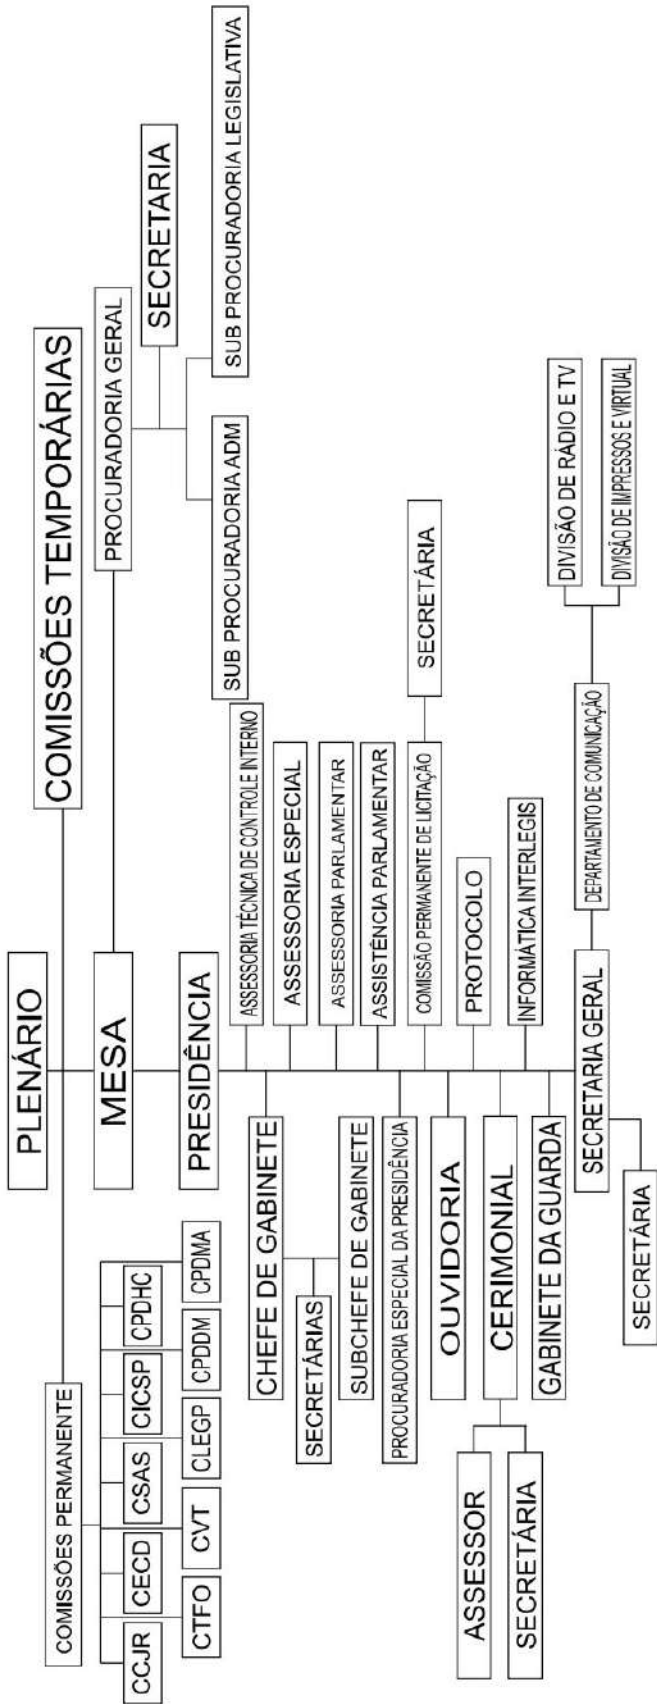 PLENÁRIO
COMISSÕES PERMANENTE
COMISSÕES TEMPORÁRIAS
CCJR
CECD
CSAS
CICSP
CPDHC
CTFO
CVT
CLEGP
CPDDM
CPDMA
MESA
PROCURADORIA GERAL
SECRETARIA
SUB PROCURADORIA ADM
SUB PROCURADORIA LEGISLATIVA
PRESIDÊNCIA
ASSESSORIA TÉCNICA DE CONTROLE INTERNO
CHEFE DE GABINETE
ASSESSORIA ESPECIAL
SECRETÁRIAS
ASSESSORIA PARLAMENTAR
SUBCHEFE DE GABINETE
ASSISTÊNCIA PARLAMENTAR
PROCURADORIA ESPECIAL DA PRESIDÊNCIA
COMISSÃO PERMANENTE DE LICITAÇÃO
SECRETÁRIA
OUVIDORIA
PROTOCOLO
CERIMONIAL
ASSESSOR
SECRETÁRIA
INFORMÁTICA INTERLEGIS
GABINETE DA GUARDA
SECRETARIA GERAL
DEPARTAMENTO DE COMUNICAÇÃO
DIVISÃO DE RÁDIO E TV
DIVISÃO DE IMPRESSOS E VIRTUAL
SECRETÁRIA